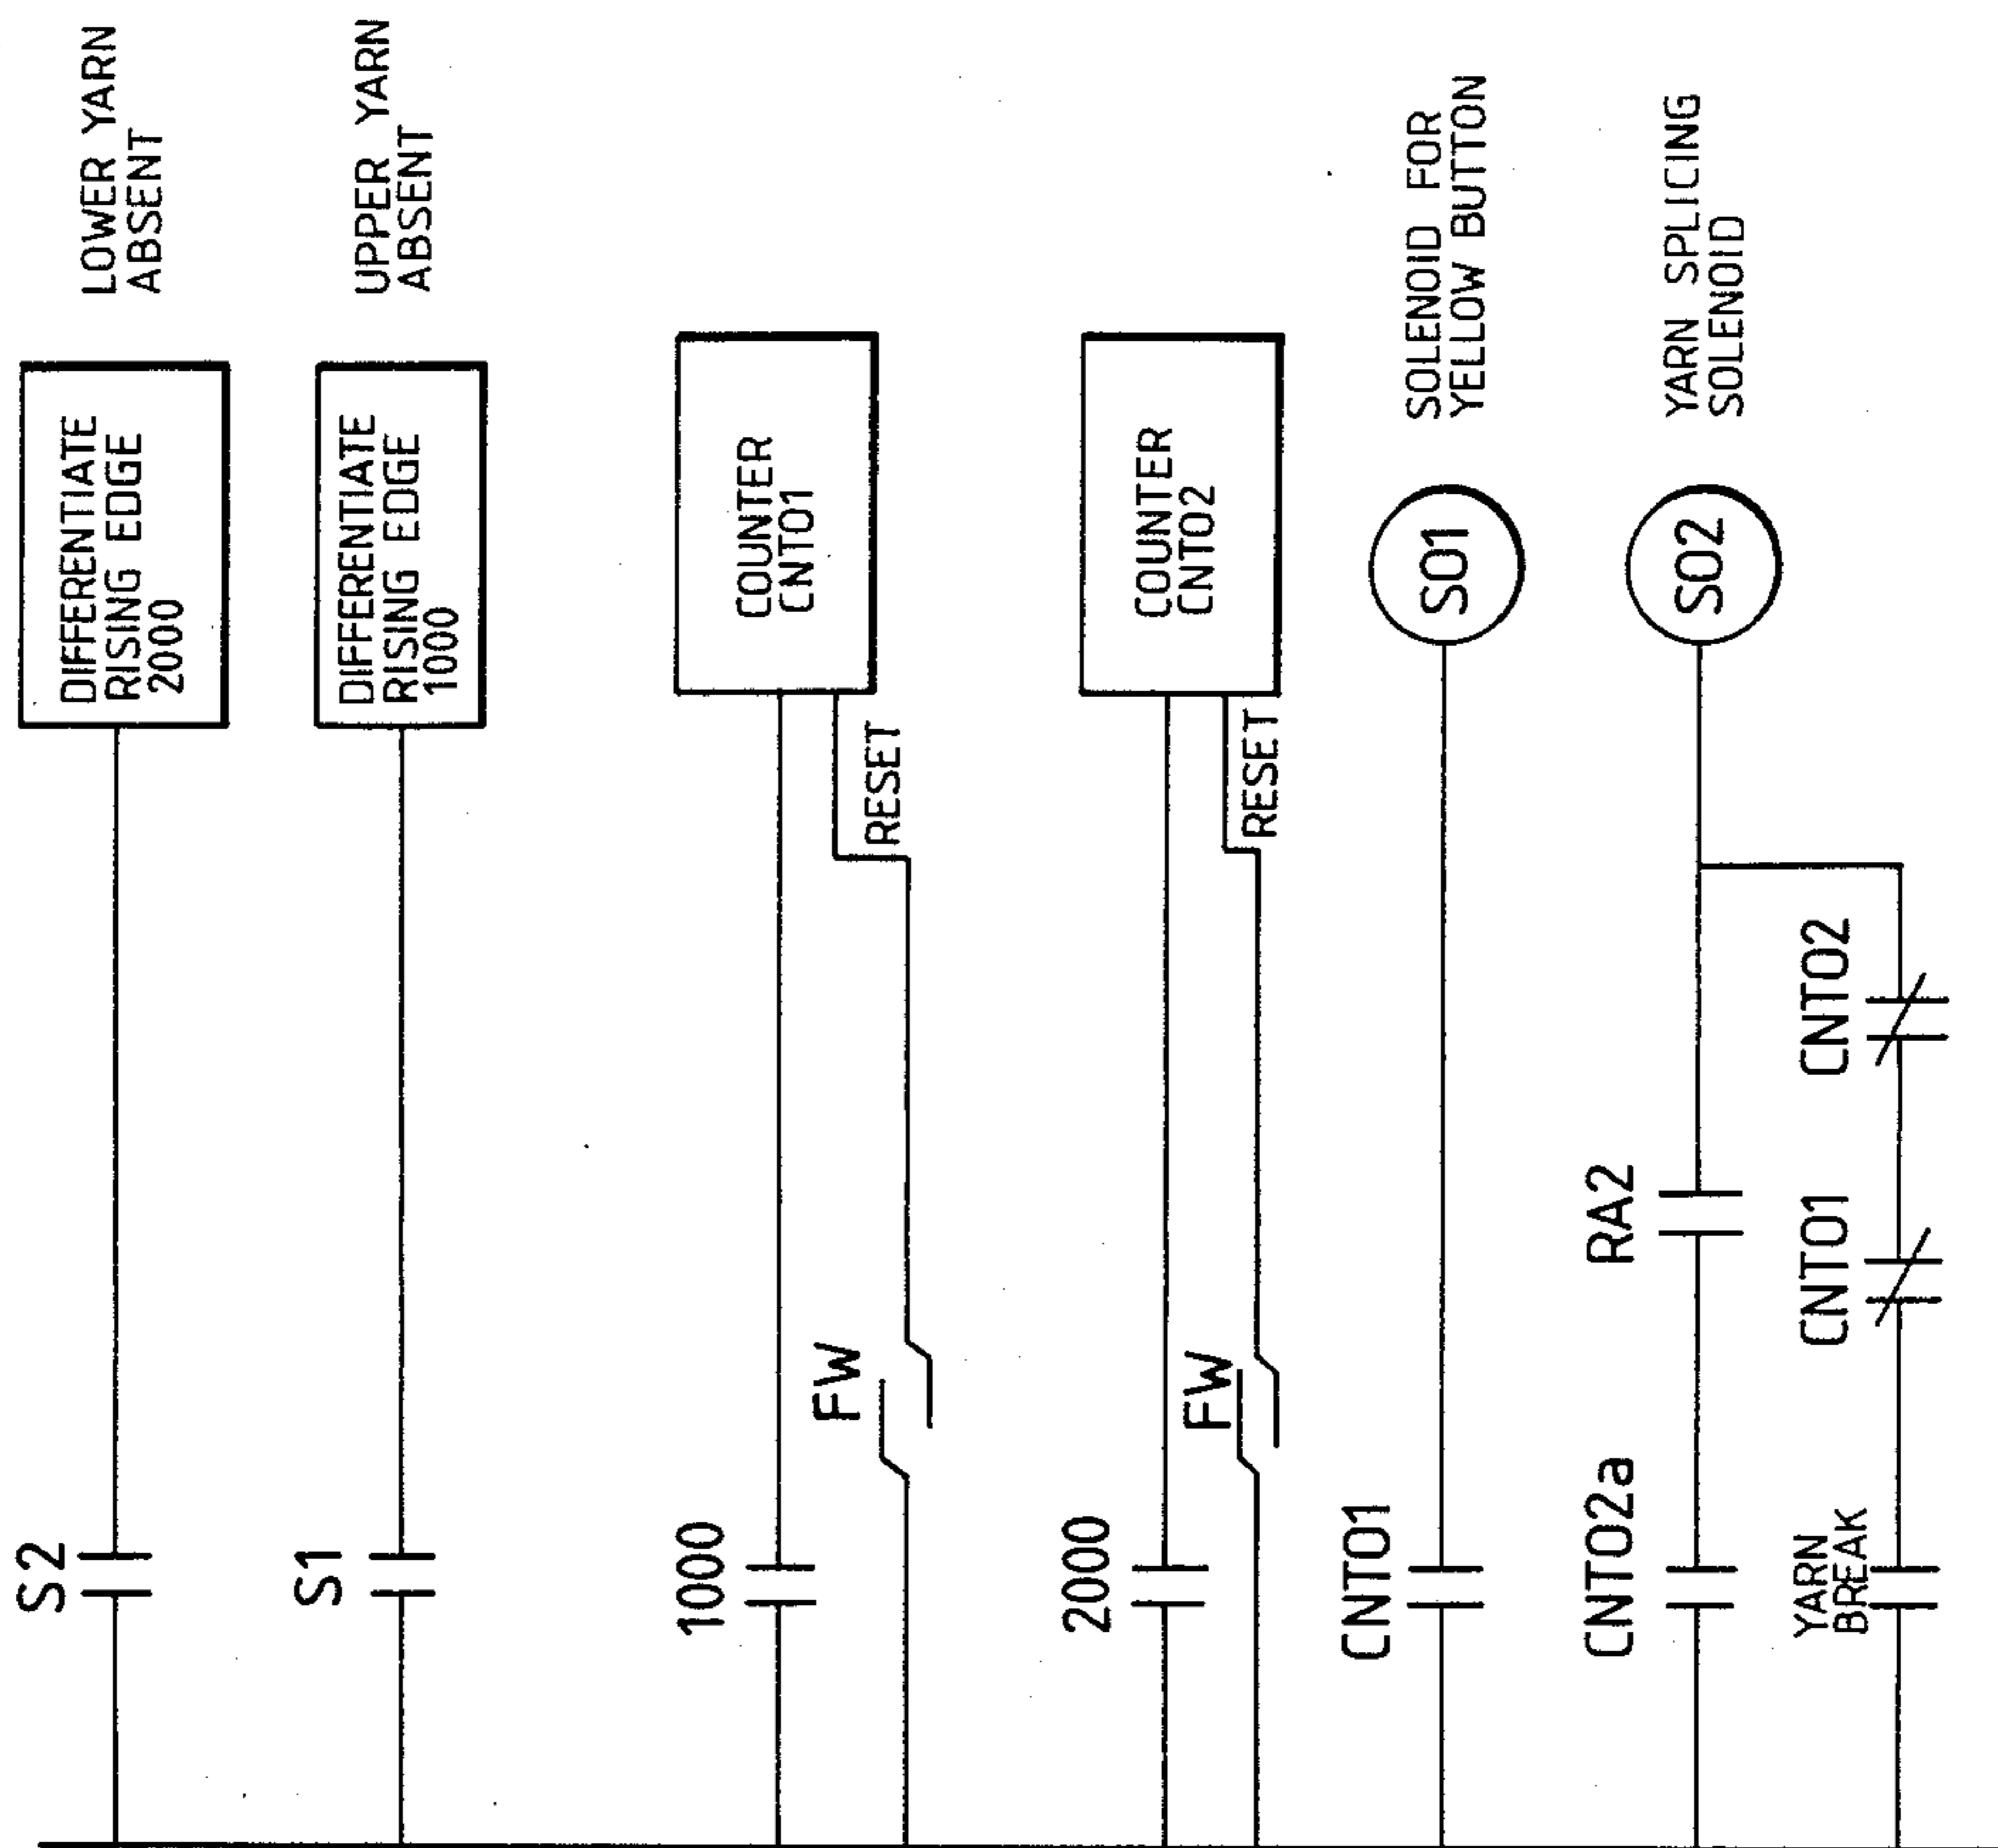 S2
DIFFERENTIATE
RISING EDGE
2000
LOWER YARN
ABSENT
S1
DIFFERENTIATE
RISING EDGE
1000
UPPER YARN
ABSENT
1000
COUNTER
CNT01
FW
RESET
2000
COUNTER
CNT02
FW
RESET
CNT01
S01
SOLENOID FOR
YELLOW BUTTON
CNT02a
RA2
S02
YARN SPLICING
SOLENOID
YARN
BREAK
CNT01
CNT02